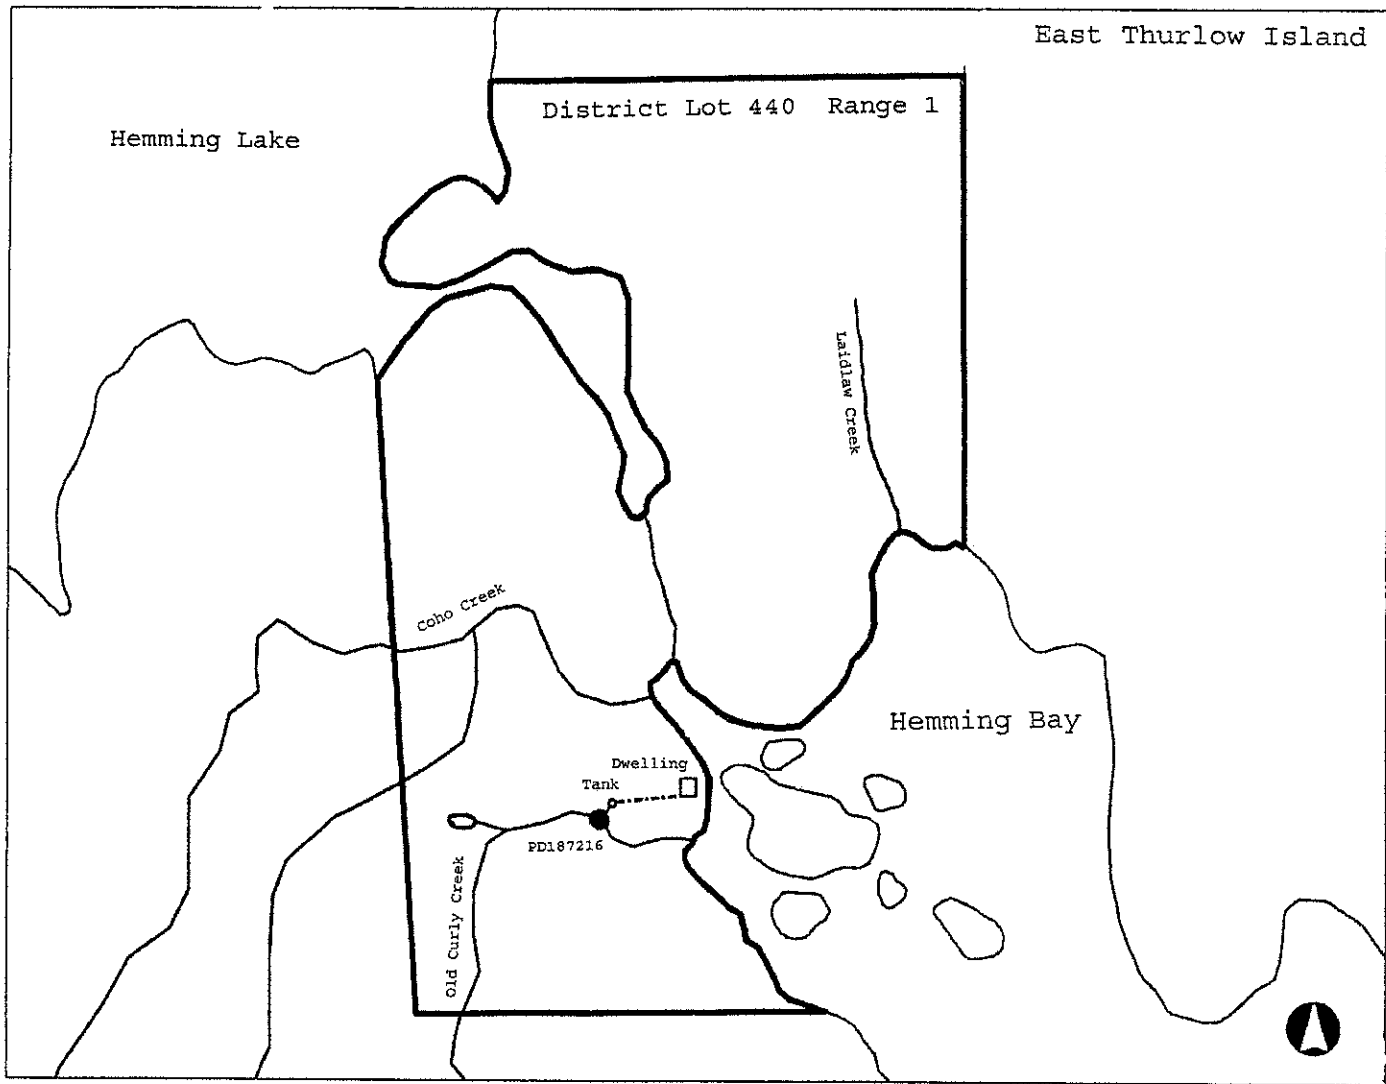 East Thurlow Island
District Lot 440 Range 1
Hemming Lake
Laidlaw Creek
Coho Creek
Hemming Bay
Dwelling
Tank
PD187216
Old Curly Creek